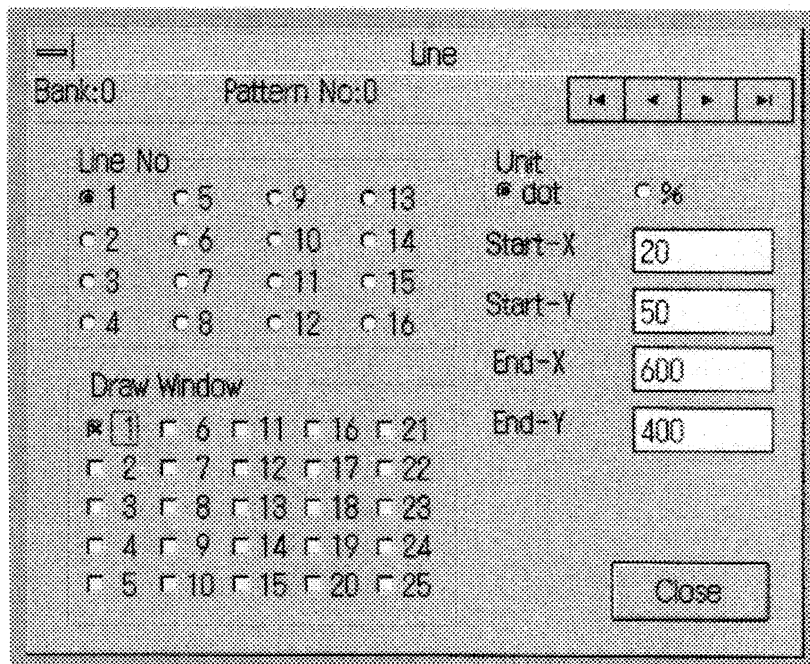 Line
Bank:0 Pattern No:0
Line No
1 5 9 13
2 6 10 14
3 7 11 15
4 8 12 16
Unit
dot %
Start-X 20
Start-Y 50
End-X 600
End-Y 400
Draw Window
1 6 11 16 21
2 7 12 17 22
3 8 13 18 23
4 9 14 19 24
5 10 15 20 25
Close